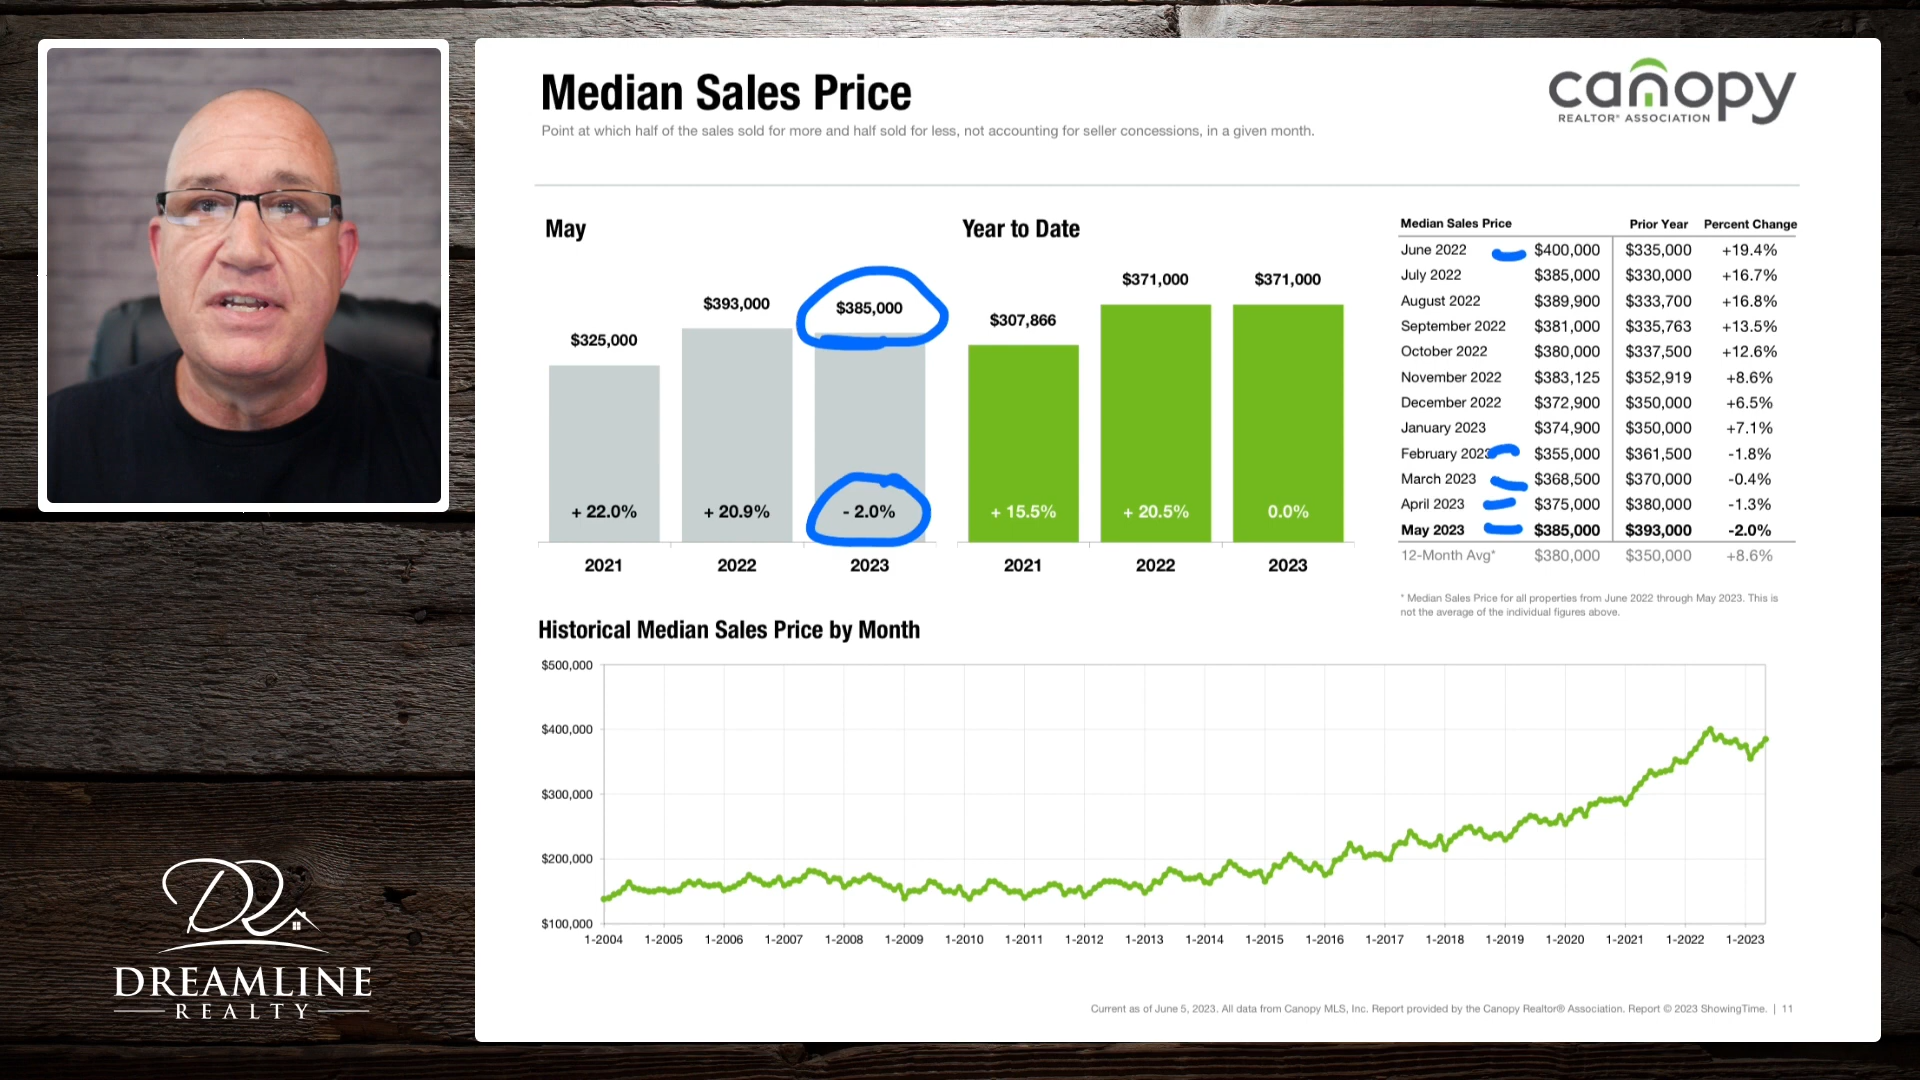 Median Sales Price
Point at which half of the sales sold for more and half sold for less, not accounting for seller concessions, in a given month.
canopy
REALTOR® ASSOCIATION
May
$325,000
$393,000
$385,000
+ 22.0%
+ 20.9%
- 2.0%
2021
2022
2023
Year to Date
$307,866
$371,000
$371,000
+ 15.5%
+ 20.5%
0.0%
2021
2022
2023
Median Sales Price Prior Year Percent Change
June 2022 $400,000 $335,000 +19.4%
July 2022 $385,000 $330,000 +16.7%
August 2022 $389,900 $333,700 +16.8%
September 2022 $381,000 $335,763 +13.5%
October 2022 $380,000 $337,500 +12.6%
November 2022 $383,125 $352,919 +8.6%
December 2022 $372,900 $350,000 +6.5%
January 2023 $374,900 $350,000 +7.1%
February 2023 $355,000 $361,500 -1.8%
March 2023 $368,500 $370,000 -0.4%
April 2023 $375,000 $380,000 -1.3%
May 2023 $385,000 $393,000 -2.0%
12-Month Avg* $380,000 $350,000 +8.6%
* Median Sales Price for all properties from June 2022 through May 2023. This is
not the average of the individual figures above.
Historical Median Sales Price by Month
$500,000
$400,000
$300,000
$200,000
$100,000
1-2004 1-2005 1-2006 1-2007 1-2008 1-2009 1-2010 1-2011 1-2012 1-2013 1-2014 1-2015 1-2016 1-2017 1-2018 1-2019 1-2020 1-2021 1-2022 1-2023
Current as of June 5, 2023. All data from Canopy MLS, Inc. Report provided by the Canopy Realtor® Association. Report © 2023 ShowingTime. | 11
DR
DREAMLINE
REALTY